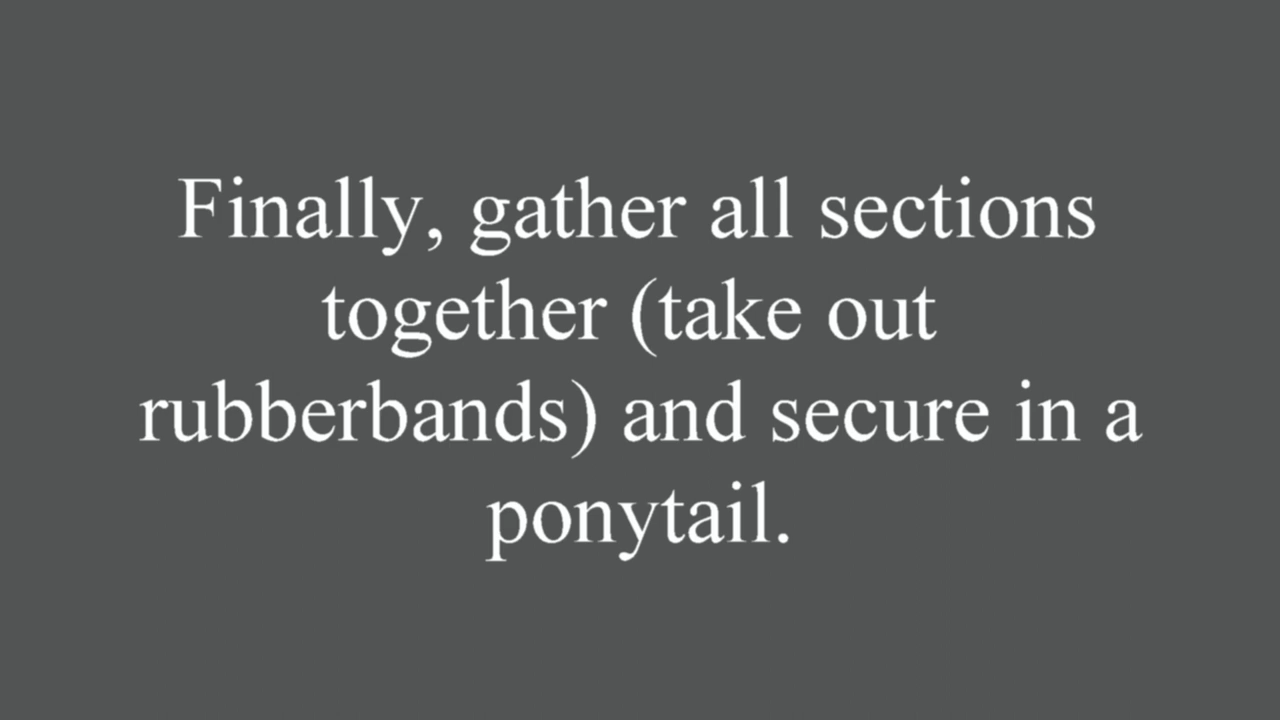 Finally, gather all sections
together (take out
rubberbands) and secure in a
ponytail.